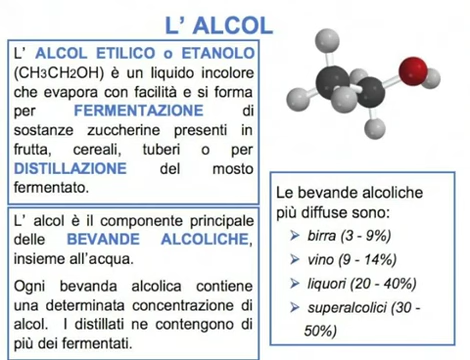 L' ALCOL
L' ALCOL ETILICO o ETANOLO
(CH3CH2OH) è un liquido incolore
che evapora con facilità e si forma
per FERMENTAZIONE di
sostanze zuccherine presenti in
frutta, cereali, tuberi o per
DISTILLAZIONE del mosto
fermentato.
L' alcol è il componente principale
delle BEVANDE ALCOLICHE,
insieme all'acqua.
Ogni bevanda alcolica contiene
una determinata concentrazione di
alcol. I distillati ne contengono di
più dei fermentati.
Le bevande alcoliche
più diffuse sono:
➢ birra (3 - 9%)
➢ vino (9 - 14%)
➢ liquori (20 - 40%)
➢ superalcolici (30 -
50%)